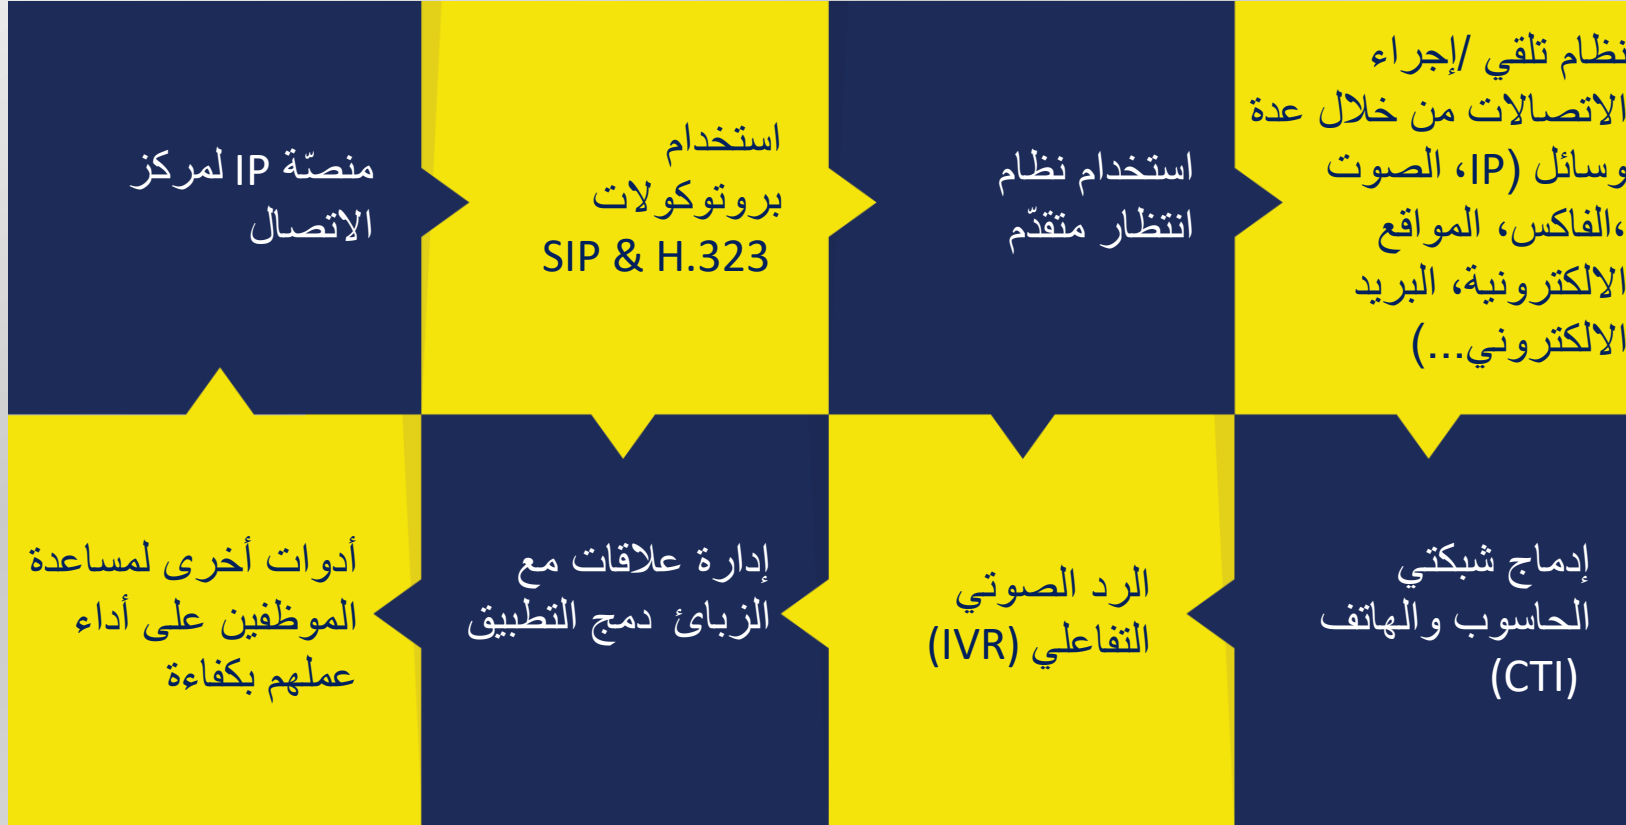 نظام تلقي /إجراء
الاتصالات من خلال عدة
وسائل (IP، الصوت
،الفاكس، المواقع
الالكترونية، البريد
الالكتروني...)
استخدام نظام
انتظار متقدّم
استخدام
بروتوكولات
SIP & H.323
منصّة IP لمركز
الاتصال
إدماج شبكتي
الحاسوب والهاتف
(CTI)
الرد الصوتي
التفاعلي (IVR)
إدارة علاقات مع
الزبائ دمج التطبيق
أدوات أخرى لمساعدة
الموظفين على أداء
عملهم بكفاءة